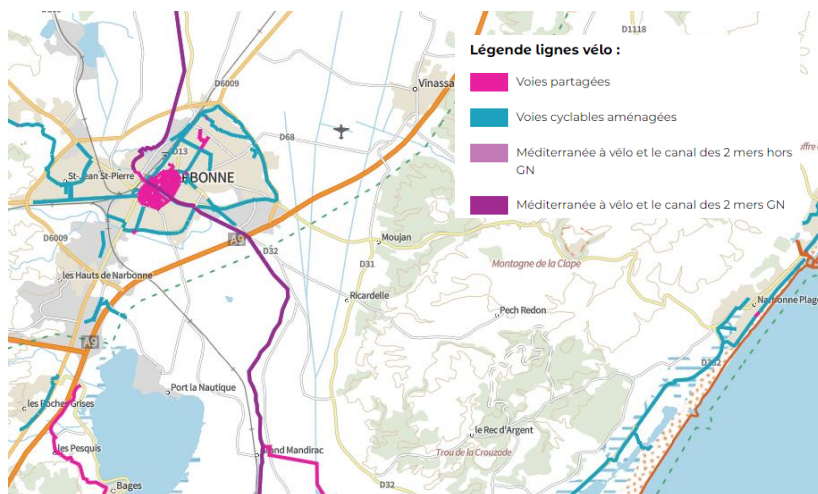 D1118
Légende lignes vélo :
Voies partagées
Voies cyclables aménagées
Méditerranée à vélo et le canal des 2 mers hors
GN
Méditerranée à vélo et le canal des 2 mers GN
D6009
Vinassa
D68
D13
St-Jean St-Pierre
BONNE
D6009
A9
D32
Moujan
Montagne de la Clape
les Hauts de Narbonne
D31
Ricardelle
Pech Redon
Narbonne Plage
A9
D332
Port la Nautique
les Roches Grises
le Rec d'Argent
les Pesquis
Grand Mandirac
Trou de la Crouzade
Bages
D32